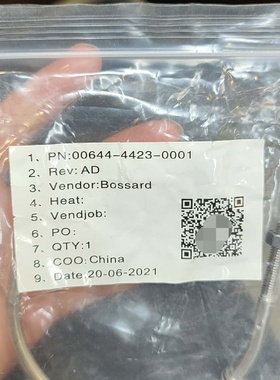 1. PN:00644-4423-0001
2. Rev:AD
3. Vendor:Bossard
4. Heat:
5. Vendjob:
6. PO:
7. QTY:1
8. COO:China
9. Date:20-06-2021